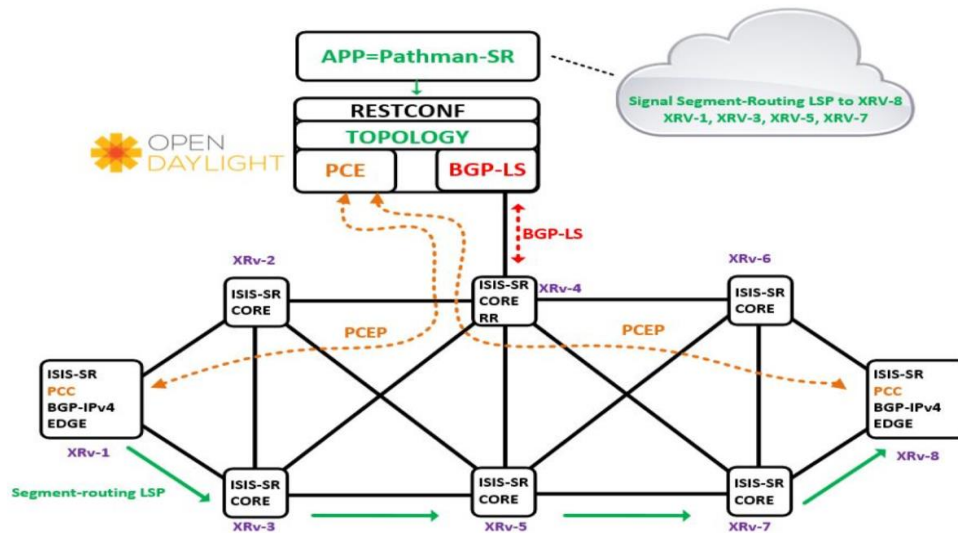 APP=Pathman-SR
Signal Segment-Routing LSP to XRV-8
XRV-1, XRV-3, XRV-5, XRV-7
RESTCONF
TOPOLOGY
PCE
BGP-LS
OPEN
DAYLIGHT
BGP-LS
XRv-2
XRv-6
ISIS-SR
CORE
ISIS-SR
CORE
RR
XRv-4
ISIS-SR
CORE
PCEP
PCEP
ISIS-SR
PCC
BGP-IPv4
EDGE
XRv-1
ISIS-SR
PCC
BGP-IPv4
EDGE
XRv-8
Segment-routing LSP
ISIS-SR
CORE
XRv-3
ISIS-SR
CORE
XRv-5
ISIS-SR
CORE
XRv-7